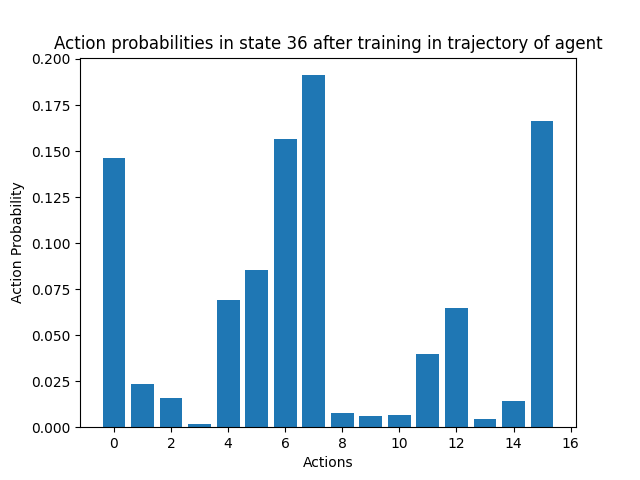 Action probabilities in state 36 after training in trajectory of agent
0.200
0.175
0.150
0.125
0.100
0.075
0.050
0.025
0.000
Action Probability
0 2 4 6 8 10 12 14 16
Actions